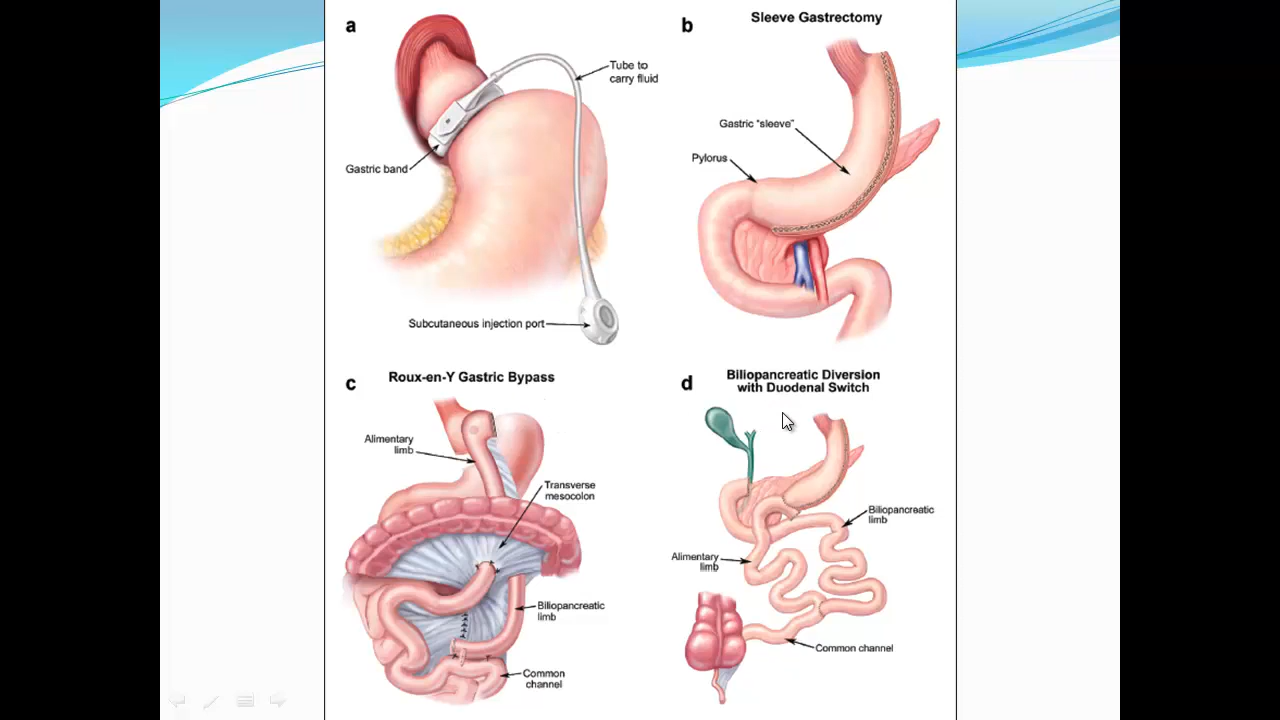 a
Tube to
carry fluid
Gastric band
Subcutaneous injection port
b
Sleeve Gastrectomy
Gastric “sleeve”
Pylorus
c
Roux-en-Y Gastric Bypass
Alimentary
limb
Transverse
mesocolon
Biliopancreatic
limb
Common
channel
d
Biliopancreatic Diversion
with Duodenal Switch
Biliopancreatic
limb
Alimentary
limb
Common channel